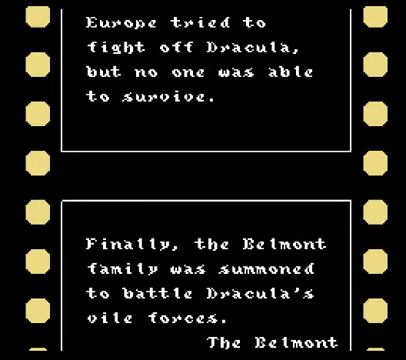 Europe tried to
fight off Dracula,
but no one was able
to survive.
Finally, the Belmont
family was summoned
to battle Dracula's
vile forces.
The Belmont